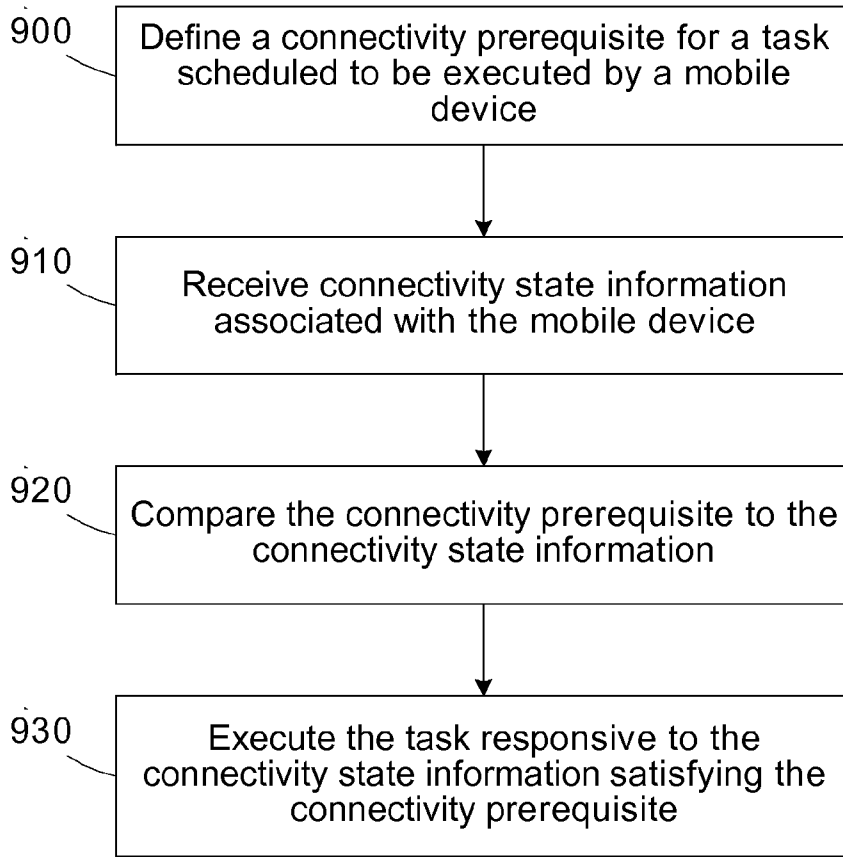 900
Define a connectivity prerequisite for a task
scheduled to be executed by a mobile
device
910
Receive connectivity state information
associated with the mobile device
920
Compare the connectivity prerequisite to the
connectivity state information
930
Execute the task responsive to the
connectivity state information satisfying the
connectivity prerequisite